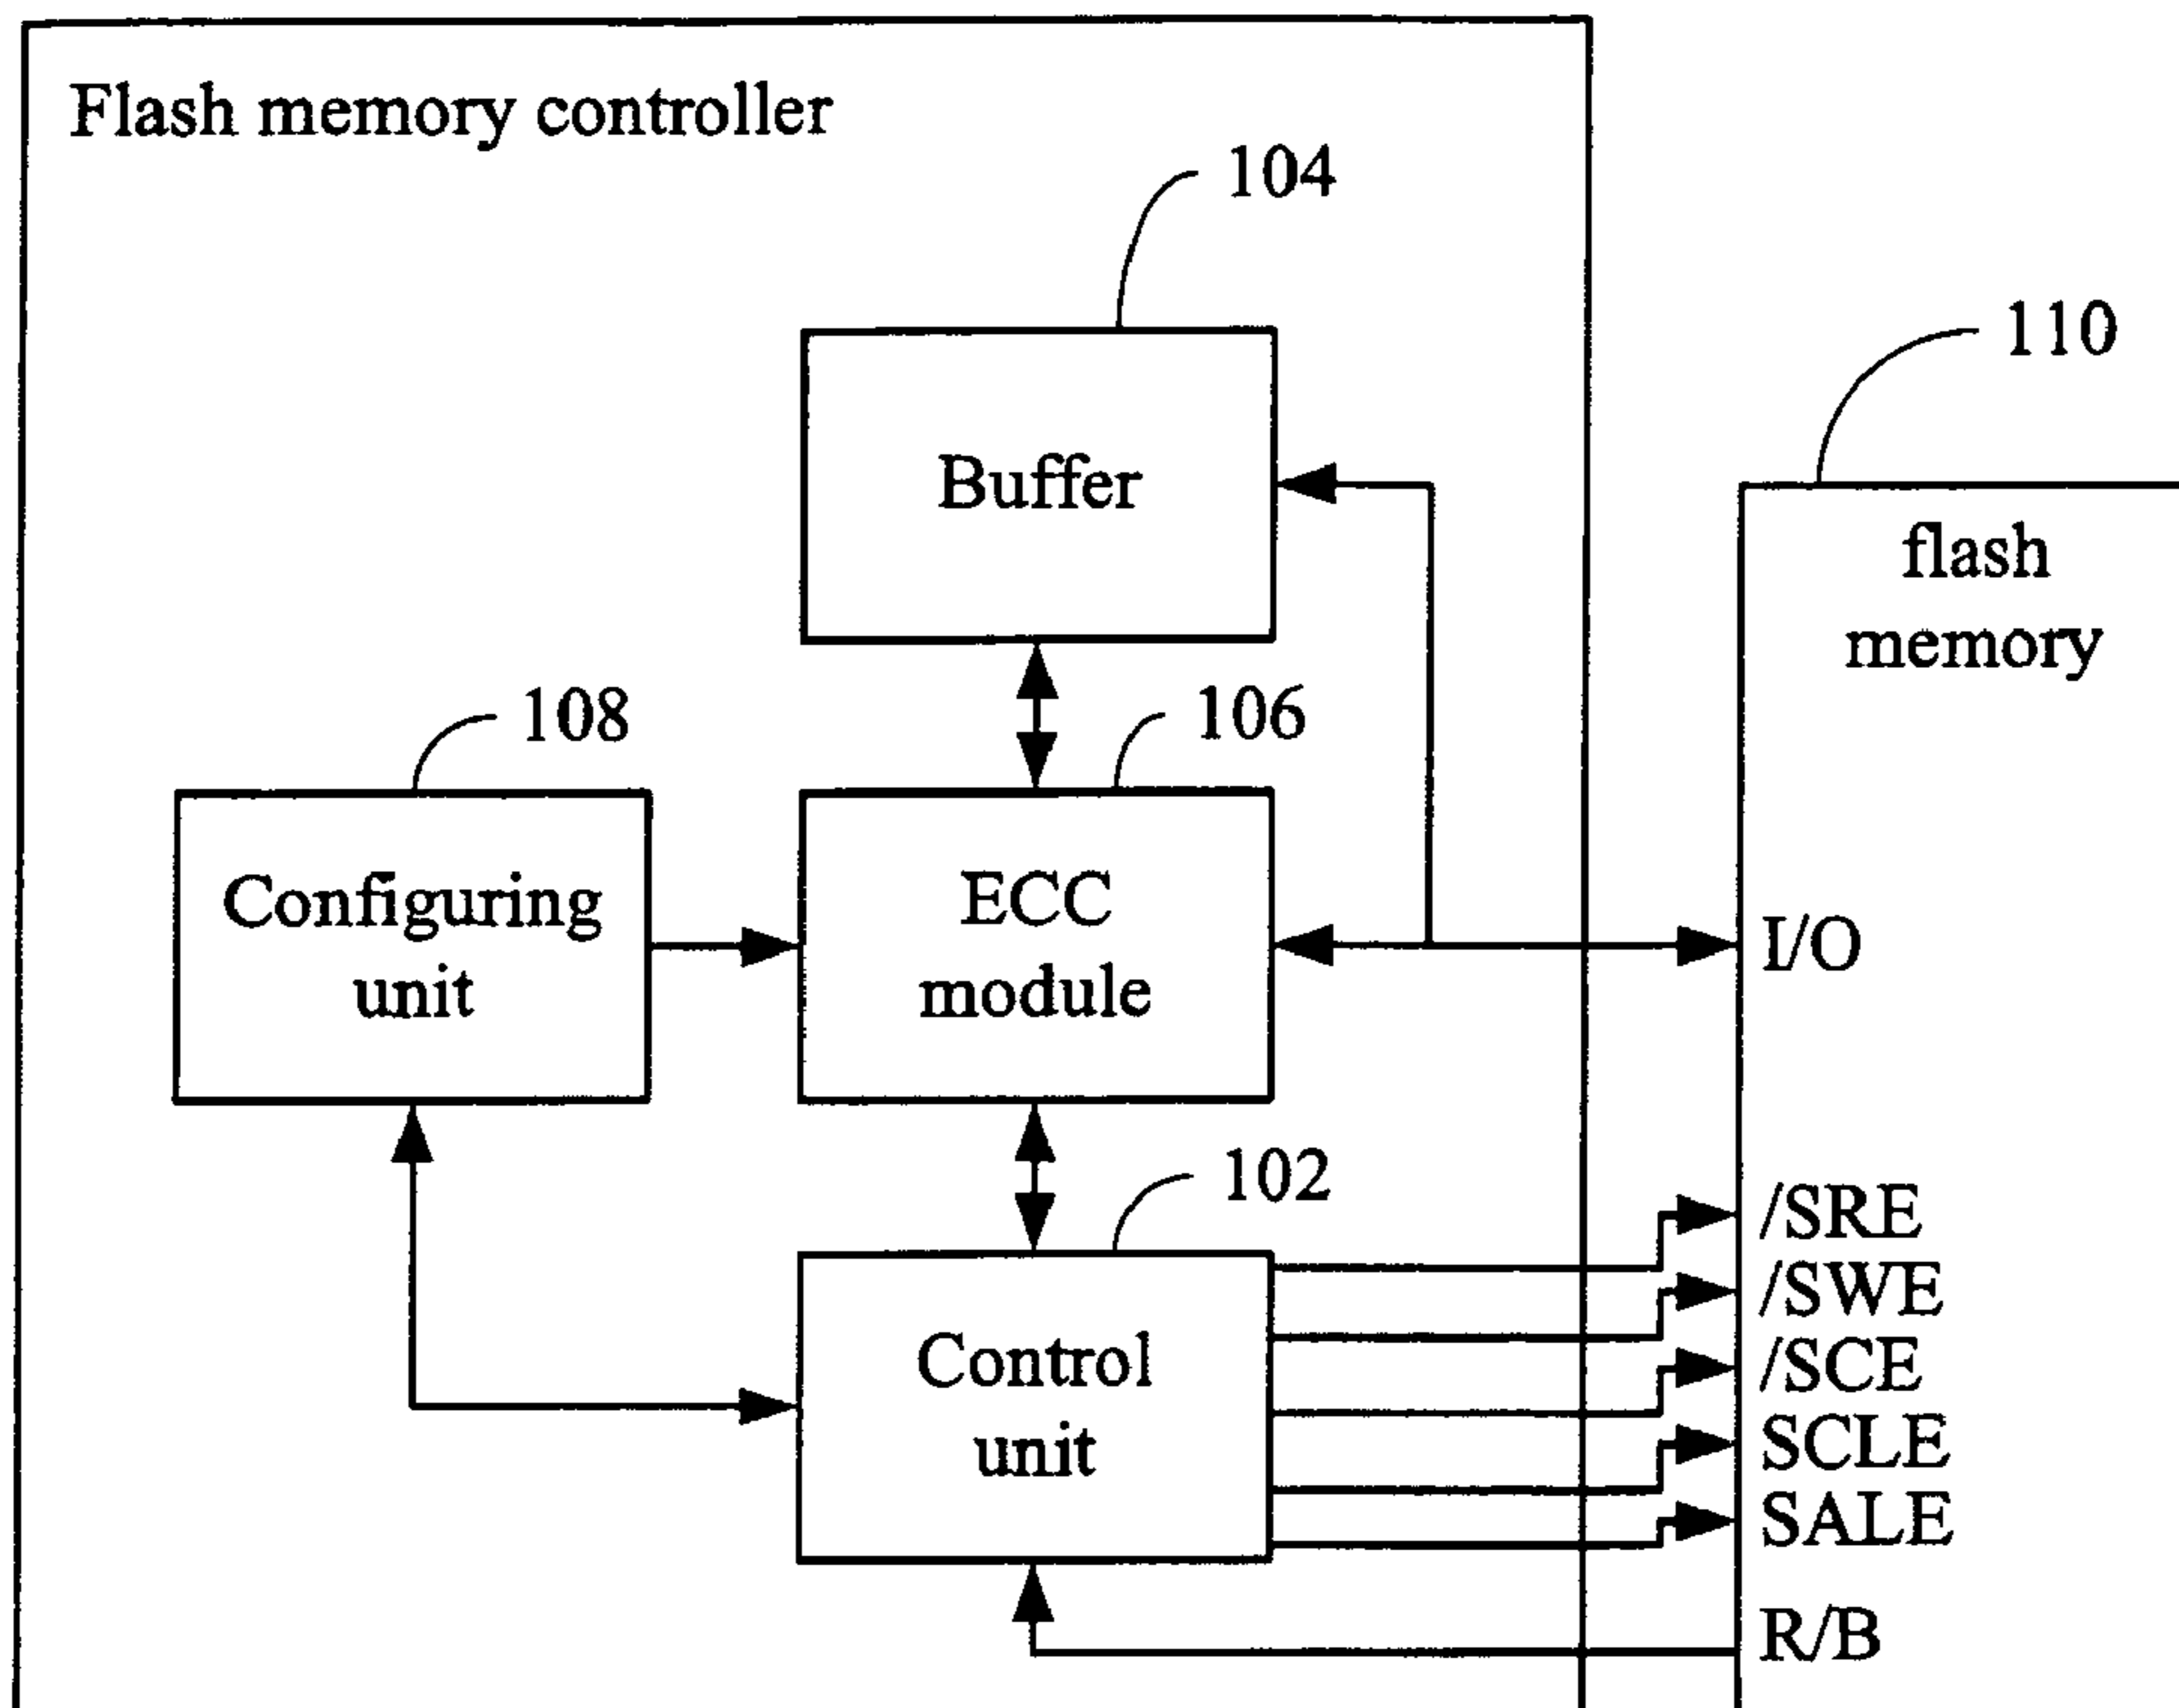 Flash memory controller
104
110
Buffer
flash
memory
108
106
Configuring
unit
ECC
module
I/O
102
/SRE
/SWE
/SCE
SCLE
SALE
Control
unit
R/B